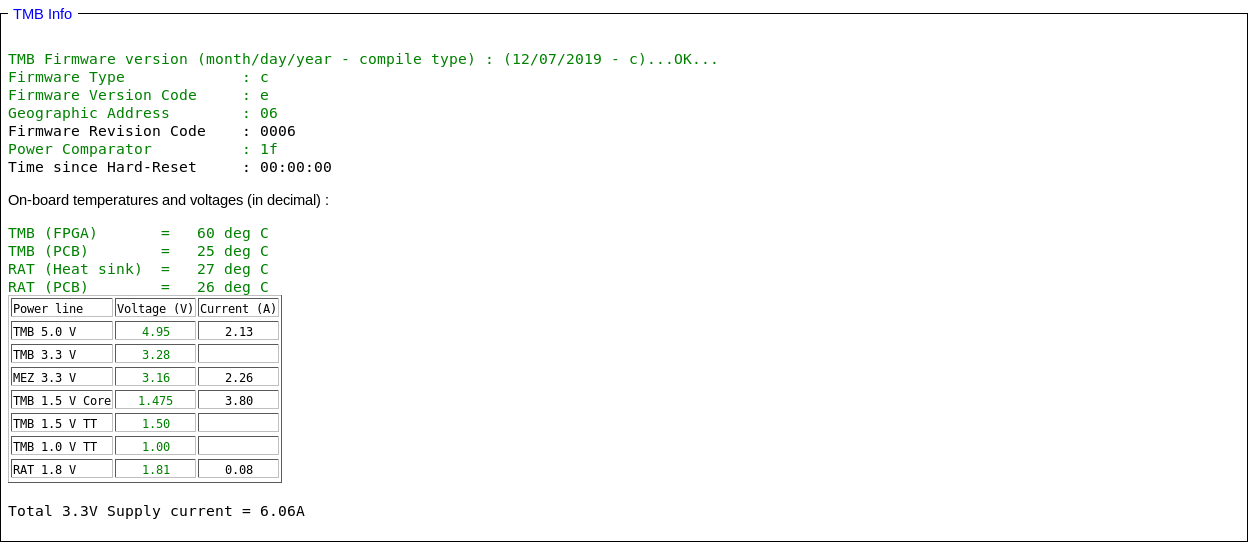 TMB Info
TMB Firmware version (month/day/year - compile type) : (12/07/2019 - c)...OK...
Firmware Type             : c
Firmware Version Code     : e
Geographic Address        : 06
Firmware Revision Code    : 0006
Power Comparator          : 1f
Time since Hard-Reset     : 00:00:00
On-board temperatures and voltages (in decimal) :
TMB (FPGA)       =   60 deg C
TMB (PCB)        =   25 deg C
RAT (Heat sink)  =   27 deg C
RAT (PCB)        =   26 deg C
Power line Voltage (V) Current (A)
TMB 5.0 V 4.95 2.13
TMB 3.3 V 3.28
MEZ 3.3 V 3.16 2.26
TMB 1.5 V Core 1.475 3.80
TMB 1.5 V TT 1.50
TMB 1.0 V TT 1.00
RAT 1.8 V 1.81 0.08
Total 3.3V Supply current = 6.06A